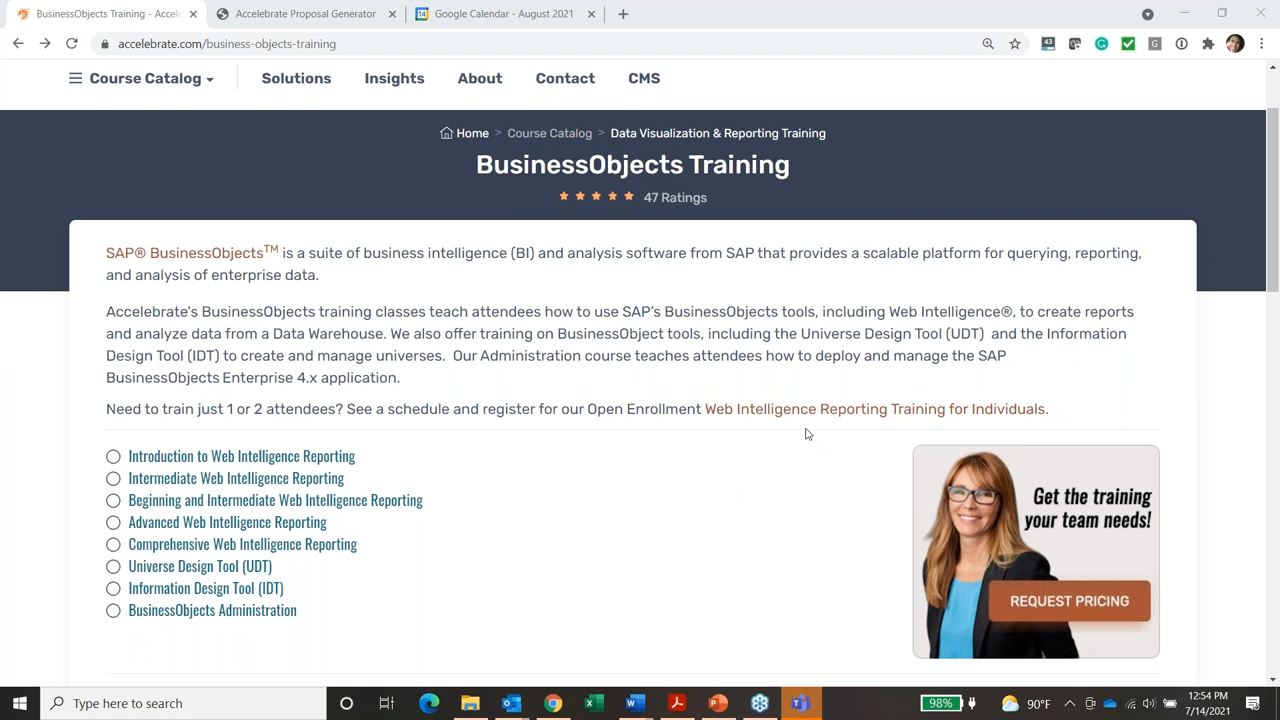 BusinessObjects Training - Accele
Accelebrate Proposal Generator
14
Google Calendar - August 2021
accelebrate.com/business-objects-training
43
Course Catalog
Solutions
Insights
About
Contact
CMS
Home > Course Catalog > Data Visualization & Reporting Training
BusinessObjects Training
47 Ratings
SAP® BusinessObjects™ is a suite of business intelligence (BI) and analysis software from SAP that provides a scalable platform for querying, reporting,
and analysis of enterprise data.
Accelebrate's BusinessObjects training classes teach attendees how to use SAP's BusinessObjects tools, including Web Intelligence®, to create reports
and analyze data from a Data Warehouse. We also offer training on BusinessObject tools, including the Universe Design Tool (UDT) and the Information
Design Tool (IDT) to create and manage universes. Our Administration course teaches attendees how to deploy and manage the SAP
BusinessObjects Enterprise 4.x application.
Need to train just 1 or 2 attendees? See a schedule and register for our Open Enrollment Web Intelligence Reporting Training for Individuals.
Introduction to Web Intelligence Reporting
Intermediate Web Intelligence Reporting
Beginning and Intermediate Web Intelligence Reporting
Advanced Web Intelligence Reporting
Comprehensive Web Intelligence Reporting
Universe Design Tool (UDT)
Information Design Tool (IDT)
BusinessObjects Administration
Get the training
your team needs!
REQUEST PRICING
Type here to search
98%
90°F
12:54 PM
7/14/2021